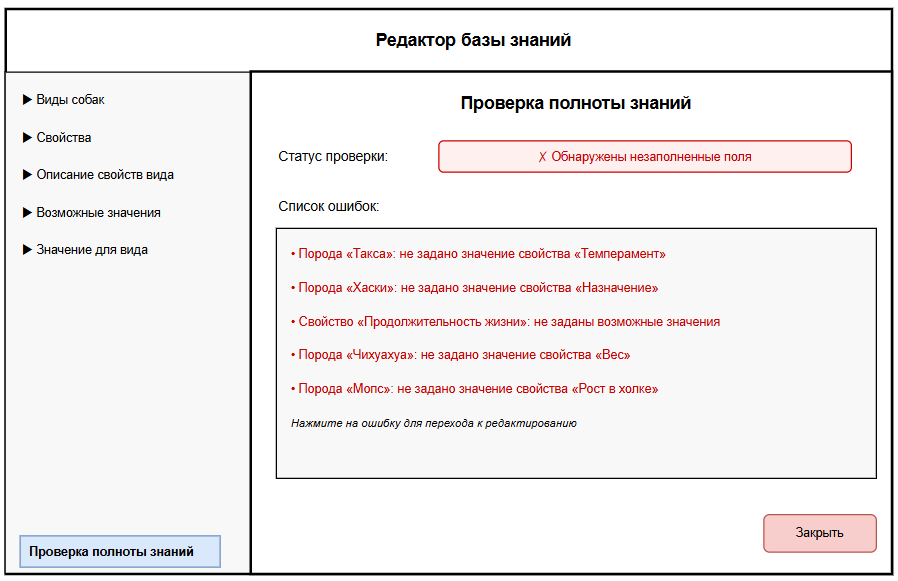 Редактор базы знаний
▶ Виды собак
▶ Свойства
▶ Описание свойств вида
▶ Возможные значения
▶ Значение для вида
Проверка полноты знаний
Проверка полноты знаний
Статус проверки:
☓ Обнаружены незаполненные поля
Список ошибок:
• Порода «Такса»: не задано значение свойства «Темперамент»
• Порода «Хаски»: не задано значение свойства «Назначение»
• Свойство «Продолжительность жизни»: не заданы возможные значения
• Порода «Чихуахуа»: не задано значение свойства «Вес»
• Порода «Мопс»: не задано значение свойства «Рост в холке»
Нажмите на ошибку для перехода к редактированию
Закрыть